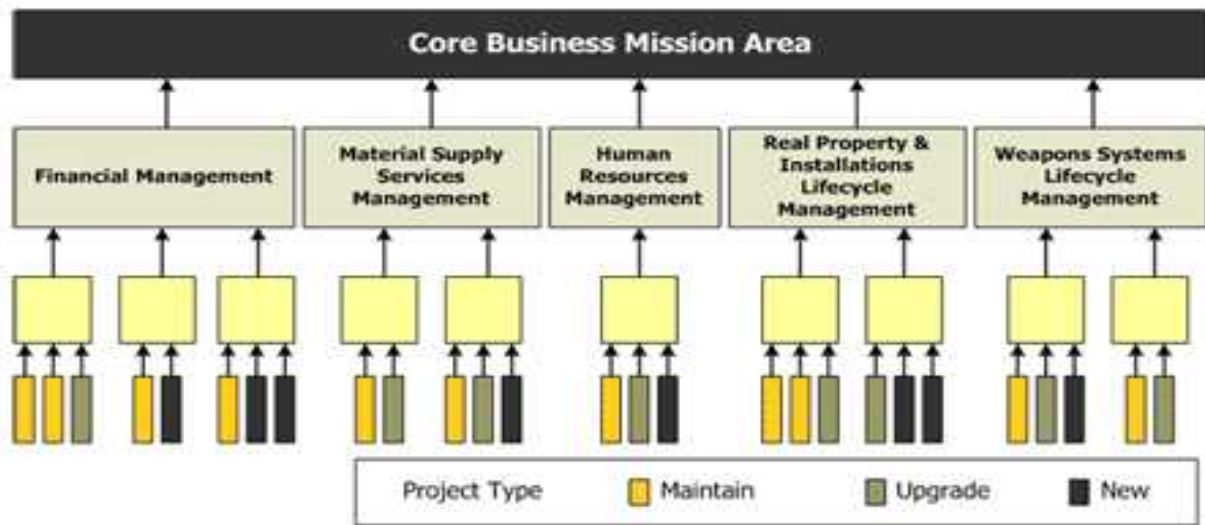 Core Business Mission Area
Financial Management
Material Supply
Services
Management
Human
Resources
Management
Real Property &
Installations
Lifecycle
Management
Weapons Systems
Lifecycle
Management
Project Type
Maintain
Upgrade
New